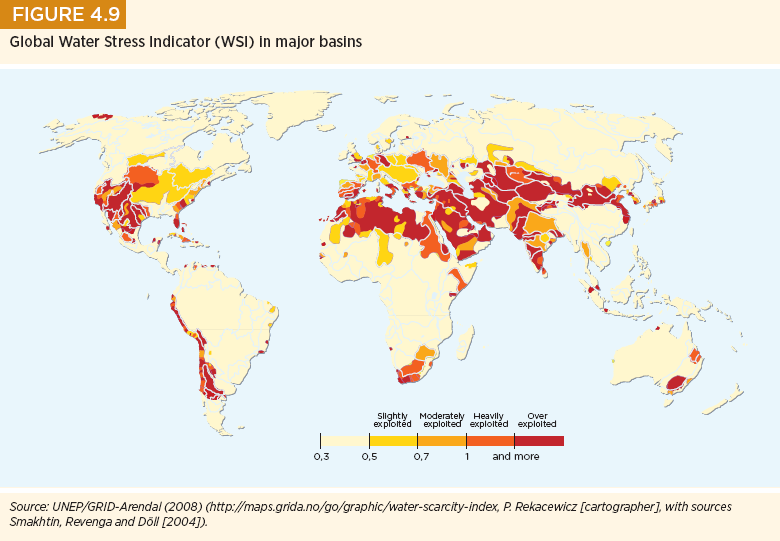 FIGURE 4.9
Global Water Stress Indicator (WSI) in major basins
Slightly exploited
Moderately exploited
Heavily exploited
Over exploited
0,3
0,5
0,7
1
and more
Source: UNEP/GRID-Arendal (2008) (http://maps.grida.no/go/graphic/water-scarcity-index, P. Rekacewicz [cartographer], with sources
Smakhtin, Revenga and Döll [2004]).